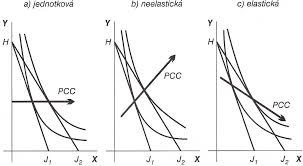 a) jednotková
b) neelastická
c) elastická
Y
H
PCC
J₁
J₂
X
Y
H
PCC
J₁
J₂
X
Y
H
PCC
J₁
J₂
X